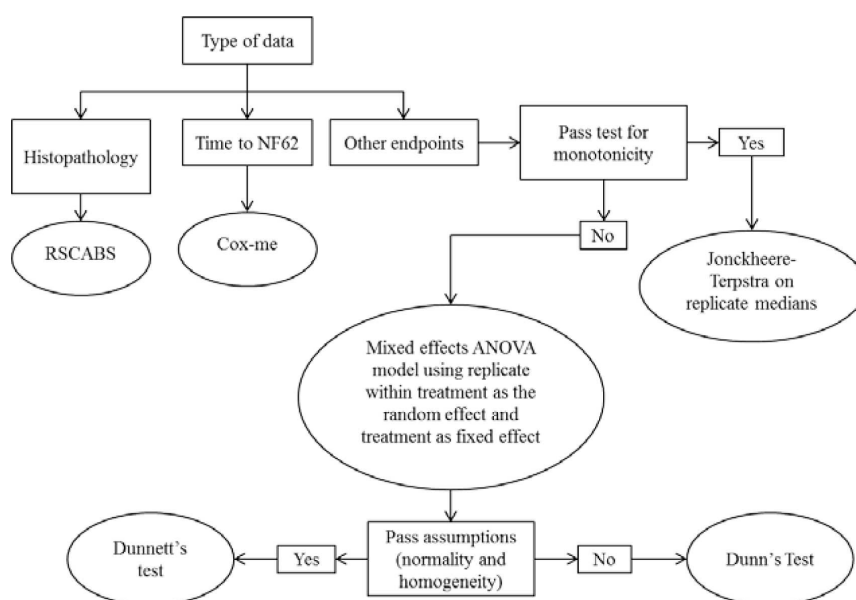 Type of data
Histopathology
Time to NF62
Other endpoints
Pass test for
monotonicity
Yes
RSCABS
Cox-me
No
Jonckheere-
Terpstra on
replicate medians
Mixed effects ANOVA
model using replicate
within treatment as the
random effect and
treatment as fixed effect
Dunnett's
test
Yes
Pass assumptions
(normality and
homogeneity)
No
Dunn's Test